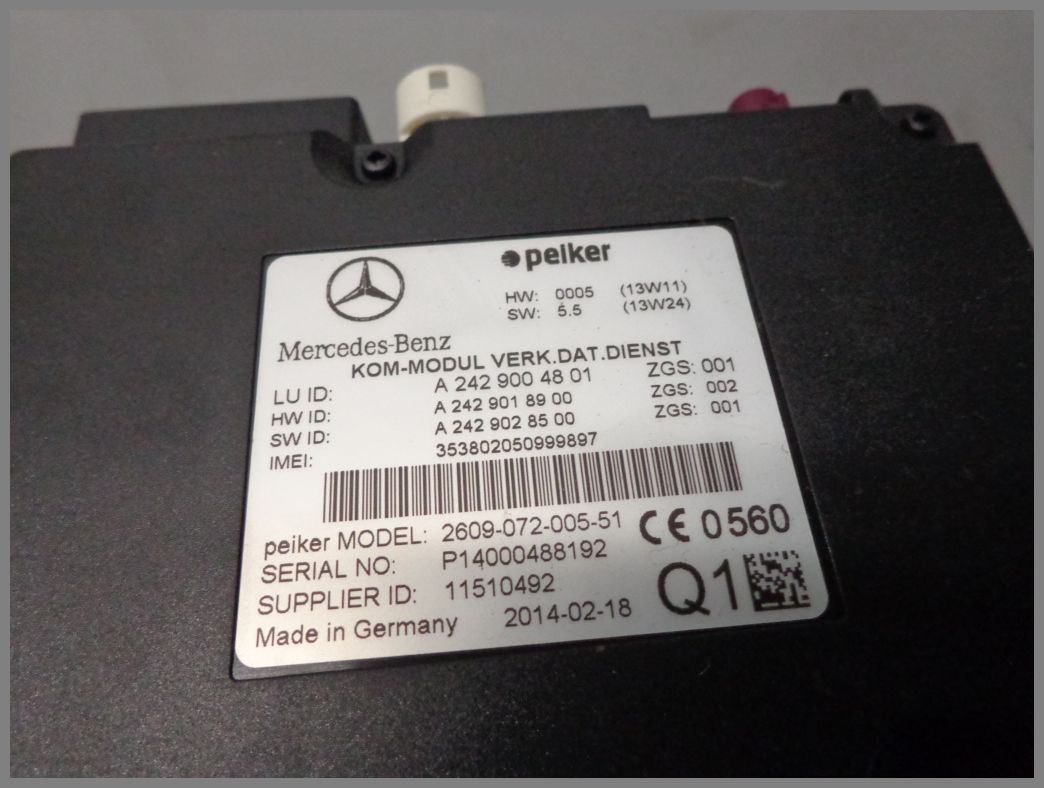 peiker
HW: 0005 (13W11)
SW: 5.5 (13W24)
Mercedes-Benz
KOM-MODUL VERK.DAT.DIENST
LU ID: A 242 900 48 01 ZGS: 001
HW ID: A 242 901 89 00 ZGS: 002
SW ID: A 242 902 85 00 ZGS: 001
IMEI: 353802050999897
peiker MODEL: 2609-072-005-51 CE 0560
SERIAL NO: P14000488192
SUPPLIER ID: 11510492 Q1
Made in Germany 2014-02-18